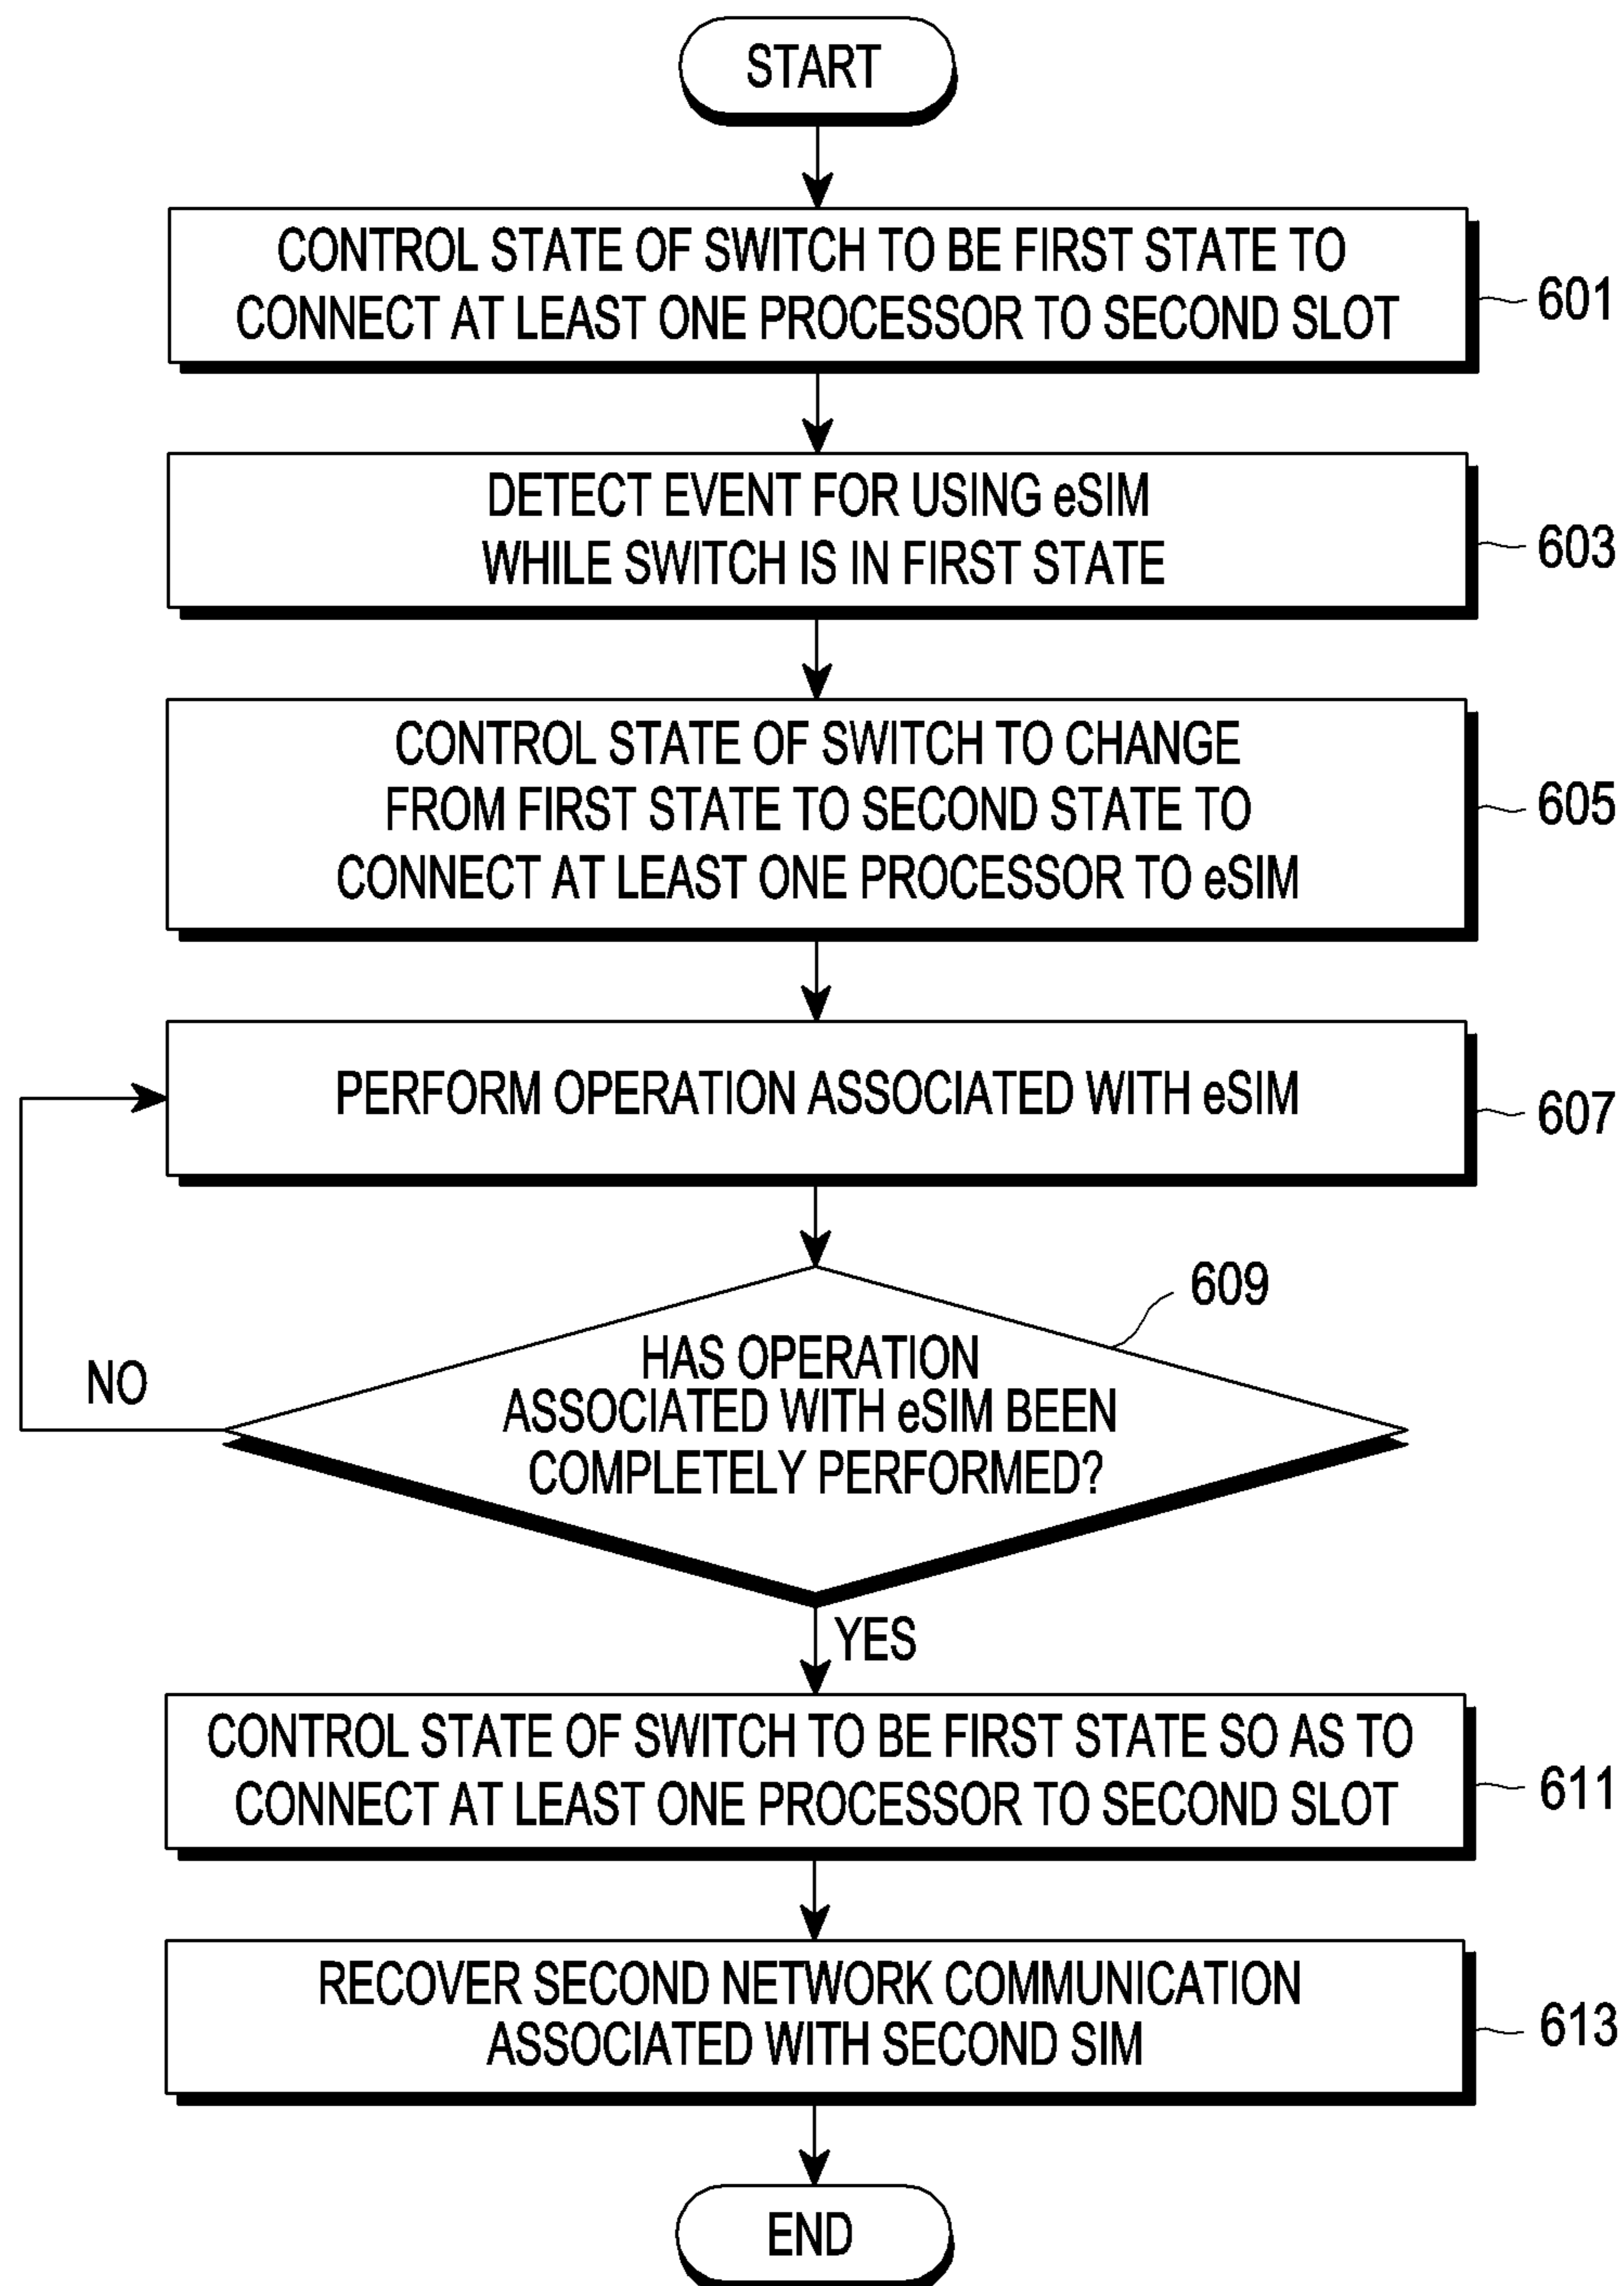 START
CONTROL STATE OF SWITCH TO BE FIRST STATE TO
CONNECT AT LEAST ONE PROCESSOR TO SECOND SLOT
601
DETECT EVENT FOR USING eSIM
WHILE SWITCH IS IN FIRST STATE
603
CONTROL STATE OF SWITCH TO CHANGE
FROM FIRST STATE TO SECOND STATE TO
CONNECT AT LEAST ONE PROCESSOR TO eSIM
605
PERFORM OPERATION ASSOCIATED WITH eSIM
607
609
HAS OPERATION
ASSOCIATED WITH eSIM BEEN
COMPLETELY PERFORMED?
NO
YES
CONTROL STATE OF SWITCH TO BE FIRST STATE SO AS TO
CONNECT AT LEAST ONE PROCESSOR TO SECOND SLOT
611
RECOVER SECOND NETWORK COMMUNICATION
ASSOCIATED WITH SECOND SIM
613
END